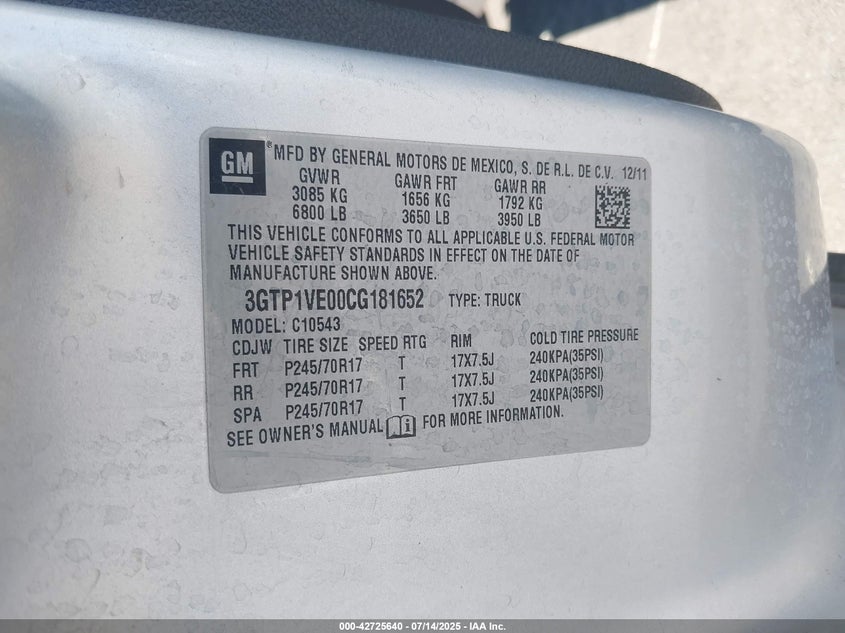 GM
® MFD BY GENERAL MOTORS DE MEXICO, S. DE R.L. DE C.V. 12/11
GVWR GAWR FRT GAWR RR
3085 KG 1656 KG 1792 KG
6800 LB 3650 LB 3950 LB
THIS VEHICLE CONFORMS TO ALL APPLICABLE U.S. FEDERAL MOTOR
VEHICLE SAFETY STANDARDS IN EFFECT ON THE DATE OF
MANUFACTURE SHOWN ABOVE.
3GTP1VE00CG181652 TYPE: TRUCK
MODEL: C10543
CDJW TIRE SIZE SPEED RTG RIM COLD TIRE PRESSURE
FRT P245/70R17 T 17X7.5J 240KPA(35PSI)
RR P245/70R17 T 17X7.5J 240KPA(35PSI)
SPA P245/70R17 T 17X7.5J 240KPA(35PSI)
SEE OWNER'S MANUAL i FOR MORE INFORMATION.
000-42725640 - 07/14/2025 - IAA Inc.